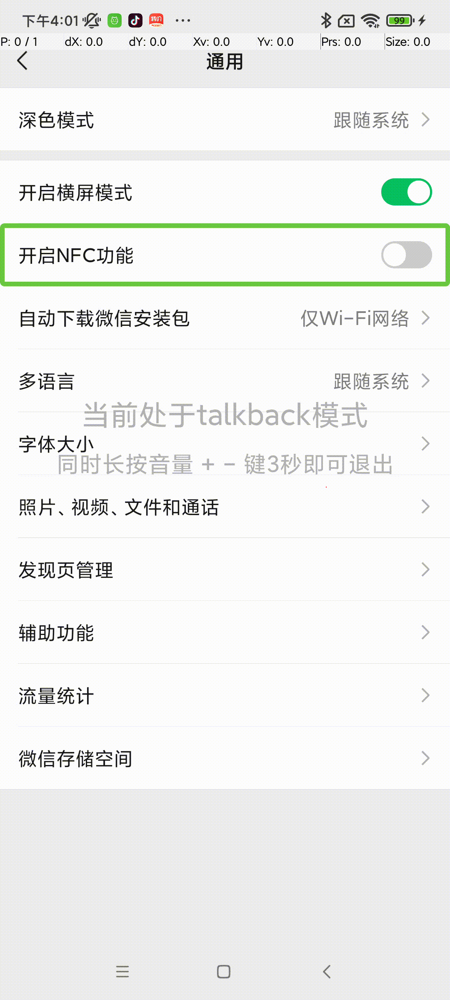 下午4:01 特价 99
P: 0 / 1 dX: 0.0 dY: 0.0 Xv: 0.0 Yv: 0.0 Prs: 0.0 Size: 0.0
通用
深色模式 跟随系统
开启横屏模式
开启NFC功能
自动下载微信安装包 仅Wi-Fi网络
多语言 跟随系统
当前处于talkback模式
字体大小
同时长按音量 + - 键3秒即可退出
照片、视频、文件和通话
发现页管理
辅助功能
流量统计
微信存储空间